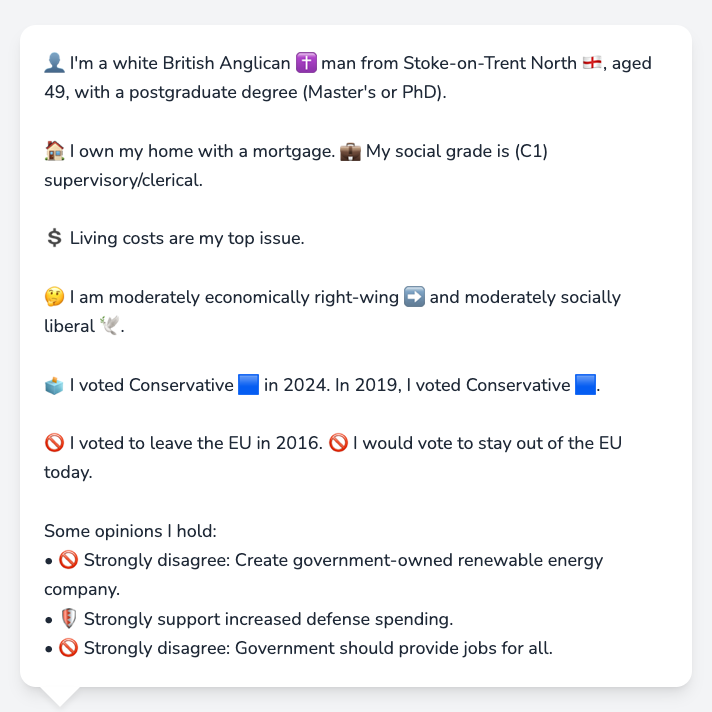 👤 I'm a white British Anglican ✝️ man from Stoke-on-Trent North 🏴󠁧󠁢󠁥󠁮󠁧󠁿, aged
49, with a postgraduate degree (Master's or PhD).
🏠 I own my home with a mortgage. 💼 My social grade is (C1)
supervisory/clerical.
💲 Living costs are my top issue.
🤔 I am moderately economically right-wing ➡️ and moderately socially
liberal 🕊️.
🗳️ I voted Conservative 🟦 in 2024. In 2019, I voted Conservative 🟦.
🚫 I voted to leave the EU in 2016. 🚫 I would vote to stay out of the EU
today.
Some opinions I hold:
• 🚫 Strongly disagree: Create government-owned renewable energy
company.
• 🛡️ Strongly support increased defense spending.
• 🚫 Strongly disagree: Government should provide jobs for all.